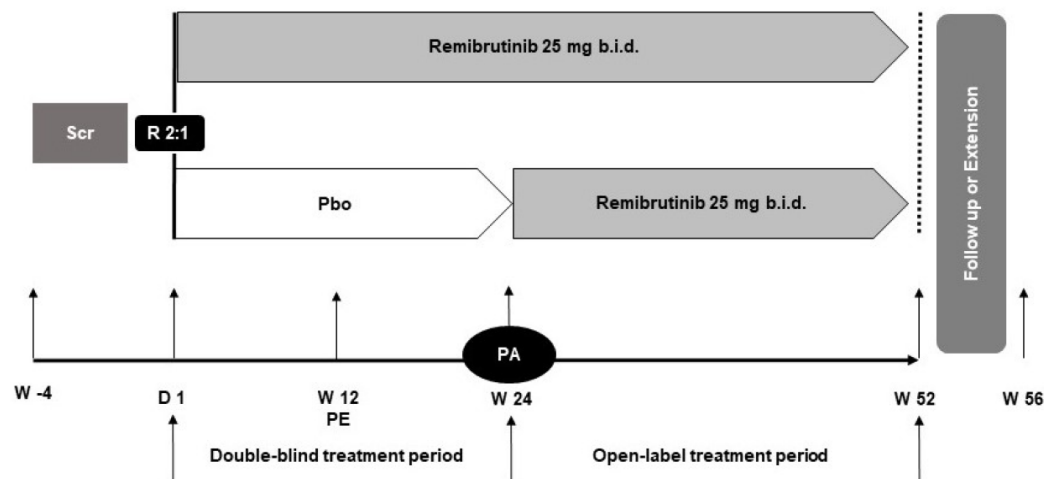 Remibrutinib 25 mg b.i.d.
Scr
R 2:1
Pbo
Remibrutinib 25 mg b.i.d.
Follow up or Extension
PA
W -4
D 1
W 12
PE
W 24
W 52
W 56
Double-blind treatment period
Open-label treatment period